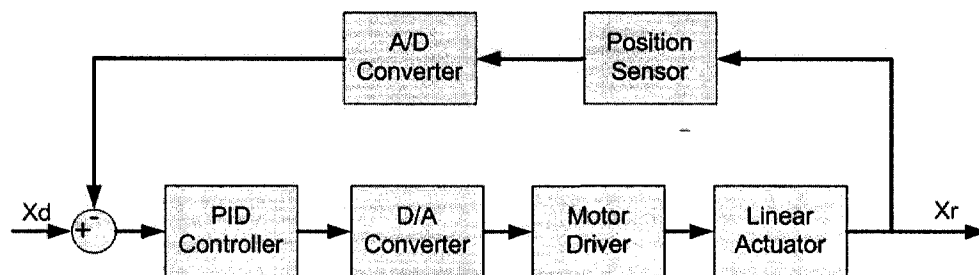 A/D
Converter
Position
Sensor
Xd
+
-
PID
Controller
D/A
Converter
Motor
Driver
Linear
Actuator
Xr